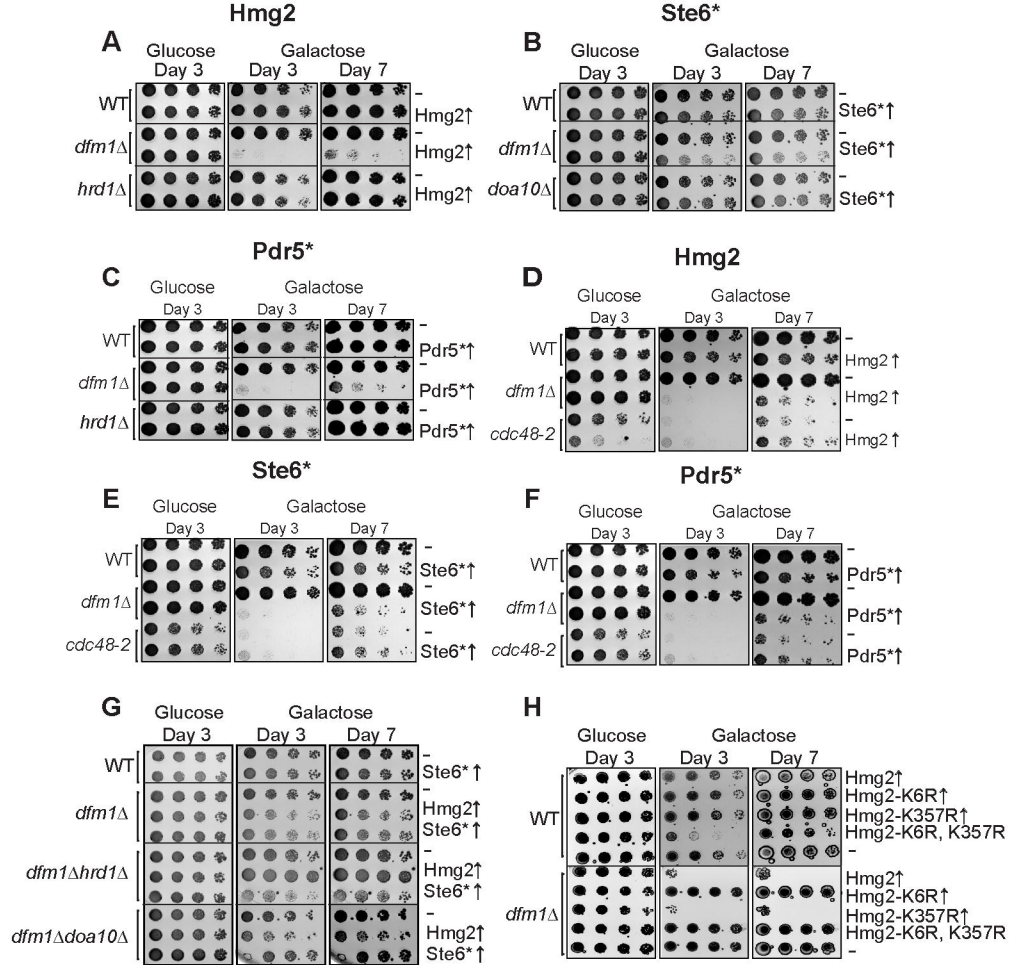 Hmg2
A
Glucose Galactose
Day 3 Day 3 Day 7
WT
–
Hmg2↑
dfm1Δ
–
Hmg2↑
hrd1Δ
–
Hmg2↑
Ste6*
B
Glucose Galactose
Day 3 Day 3 Day 7
WT
–
Ste6*↑
dfm1Δ
–
Ste6*↑
doa10Δ
–
Ste6*↑
Pdr5*
C
Glucose Galactose
Day 3 Day 3 Day 7
WT
–
Pdr5*↑
dfm1Δ
–
Pdr5*↑
hrd1Δ
–
Pdr5*↑
Hmg2
D
Glucose Galactose
Day 3 Day 3 Day 7
WT
–
Hmg2↑
dfm1Δ
–
Hmg2↑
cdc48-2
–
Hmg2↑
Ste6*
E
Glucose Galactose
Day 3 Day 3 Day 7
WT
–
Ste6*↑
dfm1Δ
–
Ste6*↑
cdc48-2
–
Ste6*↑
Pdr5*
F
Glucose Galactose
Day 3 Day 3 Day 7
WT
–
Pdr5*↑
dfm1Δ
–
Pdr5*↑
cdc48-2
–
Pdr5*↑
G
Glucose Galactose
Day 3 Day 3 Day 7
WT
–
Ste6*↑
dfm1Δ
–
Hmg2↑
Ste6*↑
dfm1Δhrd1Δ
–
Hmg2↑
Ste6*↑
dfm1Δdoa10Δ
–
Hmg2↑
Ste6*↑
H
Glucose Galactose
Day 3 Day 3 Day 7
WT
Hmg2↑
Hmg2-K6R↑
Hmg2-K357R↑
Hmg2-K6R, K357R
–
dfm1Δ
Hmg2↑
Hmg2-K6R↑
Hmg2-K357R↑
Hmg2-K6R, K357R
–